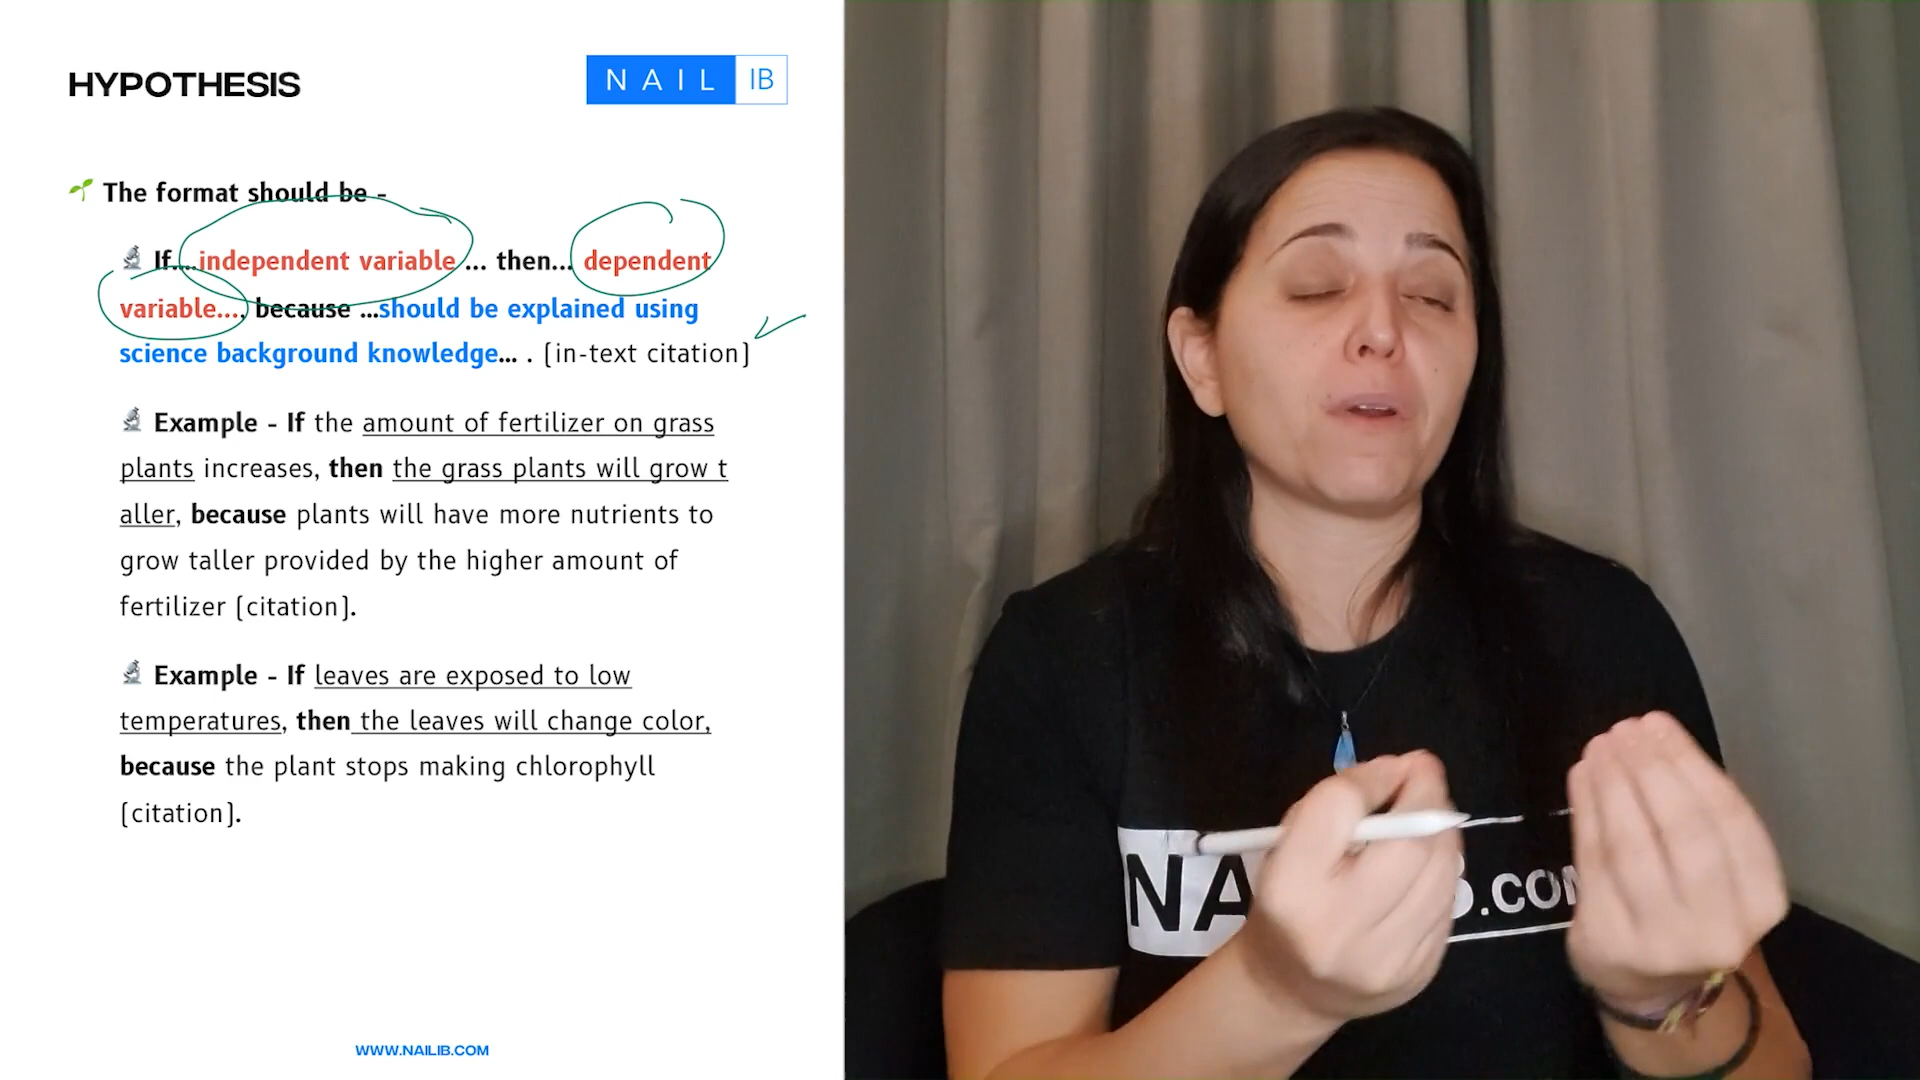 HYPOTHESIS
NAIL IB
The format should be -
If....independent variable ... then... dependent
variable..., because ...should be explained using
science background knowledge... . (in-text citation)
Example - If the amount of fertilizer on grass
plants increases, then the grass plants will grow t
aller, because plants will have more nutrients to
grow taller provided by the higher amount of
fertilizer (citation).
Example - If leaves are exposed to low
temperatures, then the leaves will change color,
because the plant stops making chlorophyll
(citation).
WWW.NAILIB.COM